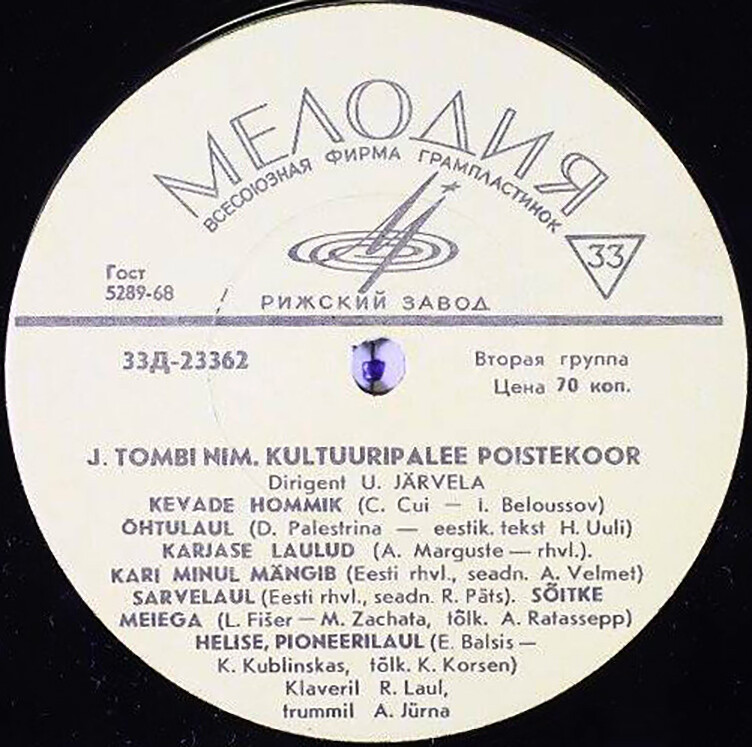 МЕЛОДИЯ
ВСЕСОЮЗНАЯ ФИРМА ГРАМПЛАСТИНОК
33
Гост
5289-68
РИЖСКИЙ ЗАВОД
33Д-23362
Вторая группа
Цена 70 коп.
J. TOMBI NIM. KULTUURIPALEE POISTEKOOR
Dirigent U. JÄRVELA
KEVADE HOMMIK (C. Cui — I. Beloussov)
ÕHTULAUL (D. Palestrina — eestik. tekst H. Uuli)
KARJASE LAULUD (A. Marguste — rhvl.).
KARI MINUL MÄNGIB (Eesti rhvl., seadn. A. Velmet)
SARVELAUL (Eesti rhvl., seadn. R. Päts). SÕITKE
MEIEGA (L. Fišer — M. Zachata, tõlk. A. Ratassepp)
HELISE, PIONEERILAUL (E. Balsis —
K. Kublinskas, tõlk. K. Korsen)
Klaveril R. Laul,
trummil A. Jürna